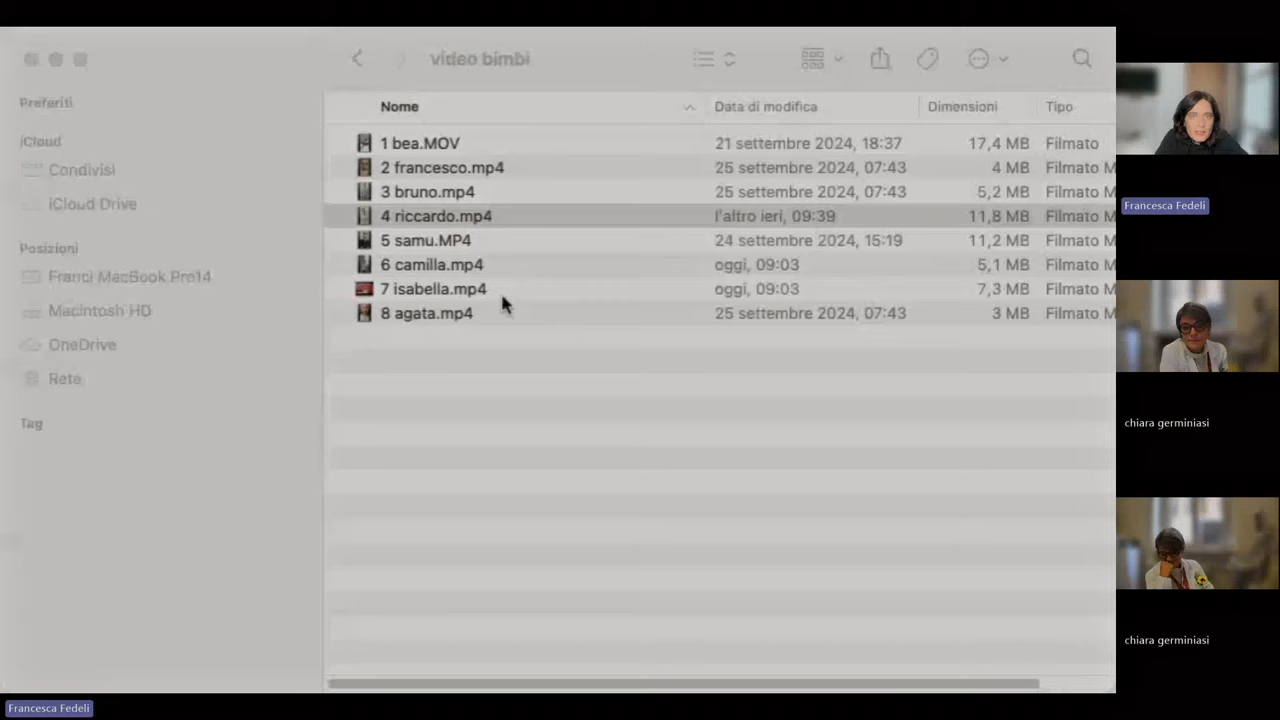 video bimbi
Preferiti
iCloud
Condivisi
iCloud Drive
Posizioni
Franci MacBook Pro14
Macintosh HD
OneDrive
Rete
Tag
Nome Data di modifica Dimensioni Tipo
1 bea.MOV 21 settembre 2024, 18:37 17,4 MB Filmato
2 francesco.mp4 25 settembre 2024, 07:43 4 MB Filmato M
3 bruno.mp4 25 settembre 2024, 07:43 5,2 MB Filmato M
4 riccardo.mp4 l'altro ieri, 09:39 11,8 MB Filmato M
5 samu.MP4 24 settembre 2024, 15:19 11,2 MB Filmato M
6 camilla.mp4 oggi, 09:03 5,1 MB Filmato M
7 isabella.mp4 oggi, 09:03 7,3 MB Filmato M
8 agata.mp4 25 settembre 2024, 07:43 3 MB Filmato M
Francesca Fedeli
chiara germiniasi
chiara germiniasi
Francesca Fedeli